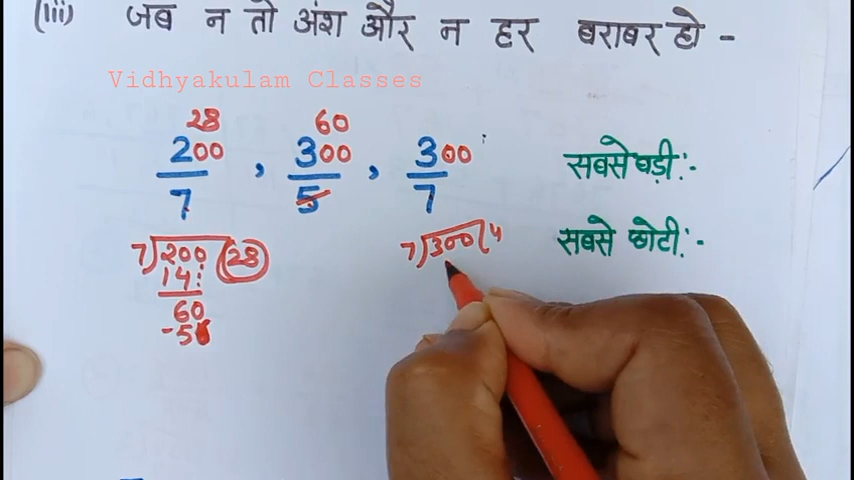 (iii) जब न तो अंश और न हर बराबर हो -
Vidhyakulam Classes
28 60
200/7 , 300/5 , 300/7
सबसे बड़ी :-
सबसे छोटी :-
7)200(28
7)300(4
14
60
-56